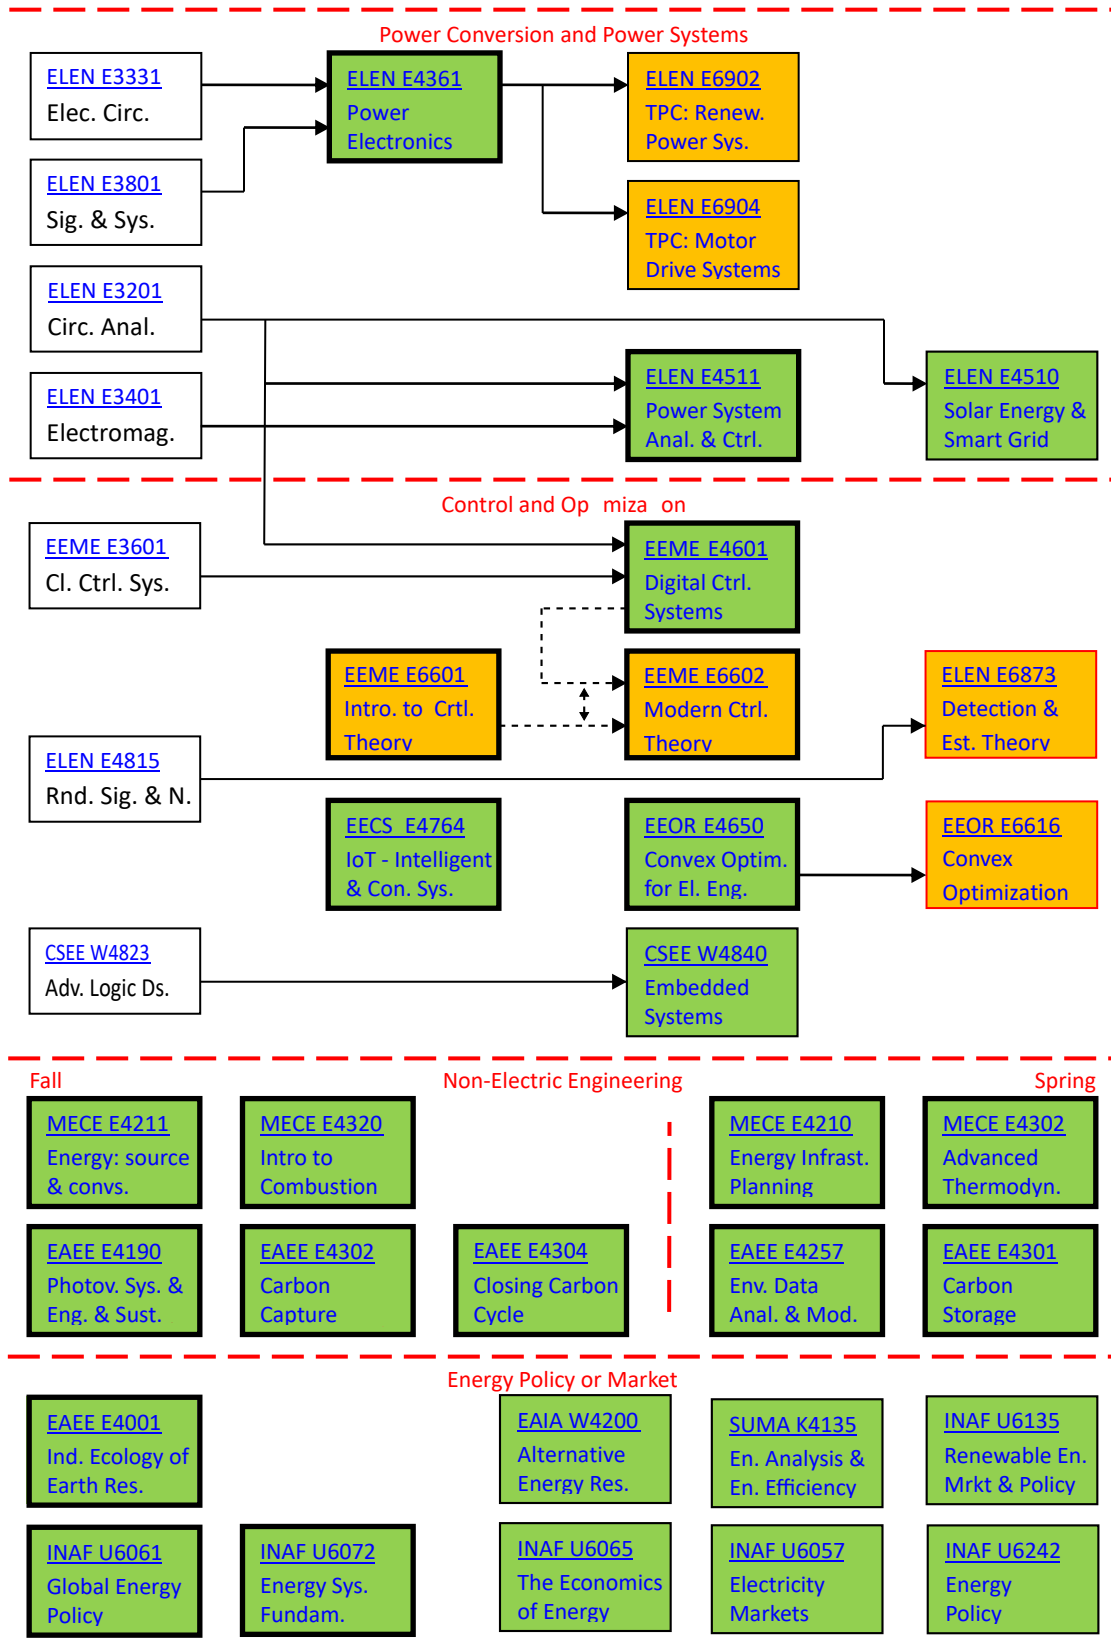 Power Conversion and Power Systems
ELEN E3331
Elec. Circ.
ELEN E4361
Power
Electronics
ELEN E6902
TPC: Renew.
Power Sys.
ELEN E3801
Sig. & Sys.
ELEN E6904
TPC: Motor
Drive Systems
ELEN E3201
Circ. Anal.
ELEN E3401
Electromag.
ELEN E4511
Power System
Anal. & Ctrl.
ELEN E4510
Solar Energy &
Smart Grid
Control and Op miza on
EEME E3601
Cl. Ctrl. Sys.
EEME E4601
Digital Ctrl.
Systems
EEME E6601
Intro. to Crtl.
Theory
EEME E6602
Modern Ctrl.
Theory
ELEN E6873
Detection &
Est. Theory
ELEN E4815
Rnd. Sig. & N.
EECS E4764
IoT - Intelligent
& Con. Sys.
EEOR E4650
Convex Optim.
for El. Eng.
EEOR E6616
Convex
Optimization
CSEE W4823
Adv. Logic Ds.
CSEE W4840
Embedded
Systems
Fall
Non-Electric Engineering
Spring
MECE E4211
Energy: source
& convs.
MECE E4320
Intro to
Combustion
MECE E4210
Energy Infrast.
Planning
MECE E4302
Advanced
Thermodyn.
EAEE E4190
Photov. Sys. &
Eng. & Sust.
EAEE E4302
Carbon
Capture
EAEE E4304
Closing Carbon
Cycle
EAEE E4257
Env. Data
Anal. & Mod.
EAEE E4301
Carbon
Storage
Energy Policy or Market
EAEE E4001
Ind. Ecology of
Earth Res.
EAIA W4200
Alternative
Energy Res.
SUMA K4135
En. Analysis &
En. Efficiency
INAF U6135
Renewable En.
Mrkt & Policy
INAF U6061
Global Energy
Policy
INAF U6072
Energy Sys.
Fundam.
INAF U6065
The Economics
of Energy
INAF U6057
Electricity
Markets
INAF U6242
Energy
Policy